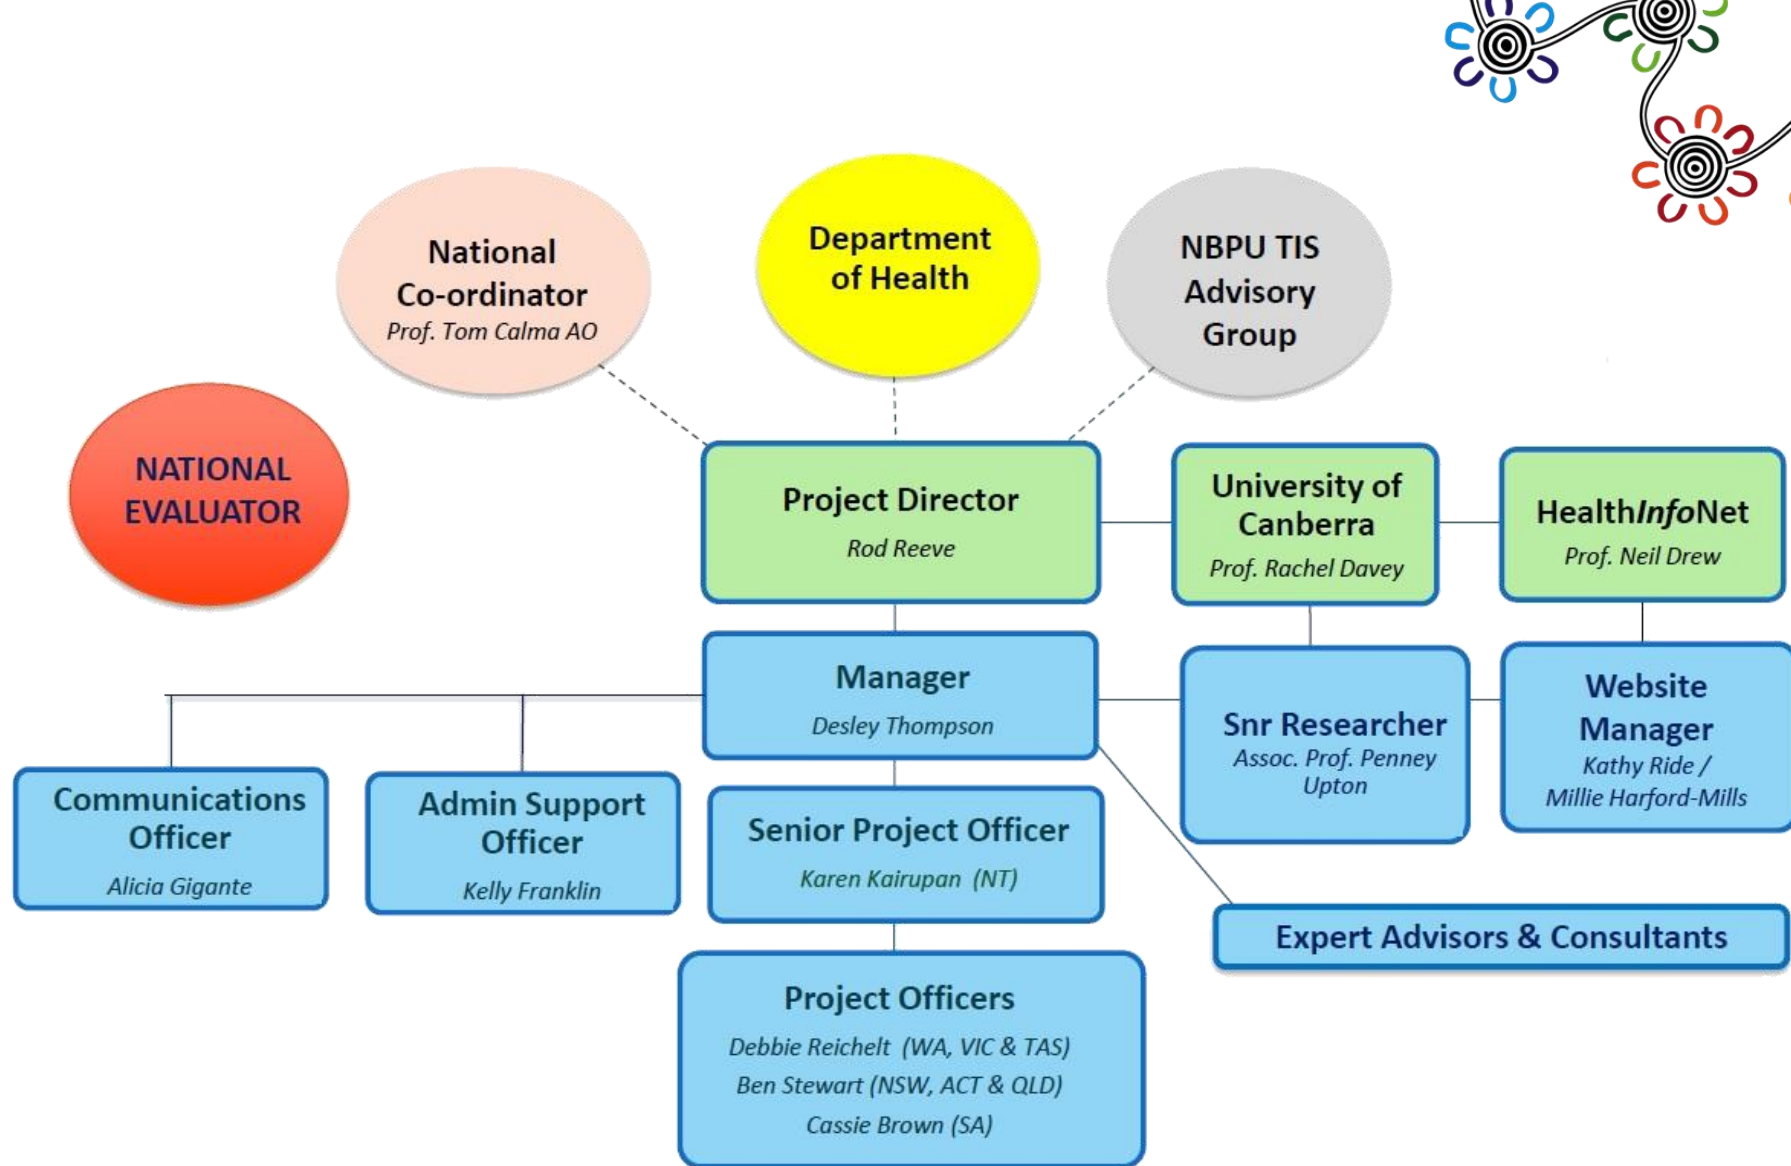 National
Co-ordinator
Prof. Tom Calma AO
Department
of Health
NBPU TIS
Advisory
Group
NATIONAL
EVALUATOR
Project Director
Rod Reeve
University of
Canberra
Prof. Rachel Davey
HealthInfoNet
Prof. Neil Drew
Manager
Desley Thompson
Snr Researcher
Assoc. Prof. Penney
Upton
Website
Manager
Kathy Ride /
Millie Harford-Mills
Communications
Officer
Alicia Gigante
Admin Support
Officer
Kelly Franklin
Senior Project Officer
Karen Kairupan (NT)
Expert Advisors & Consultants
Project Officers
Debbie Reichelt (WA, VIC & TAS)
Ben Stewart (NSW, ACT & QLD)
Cassie Brown (SA)